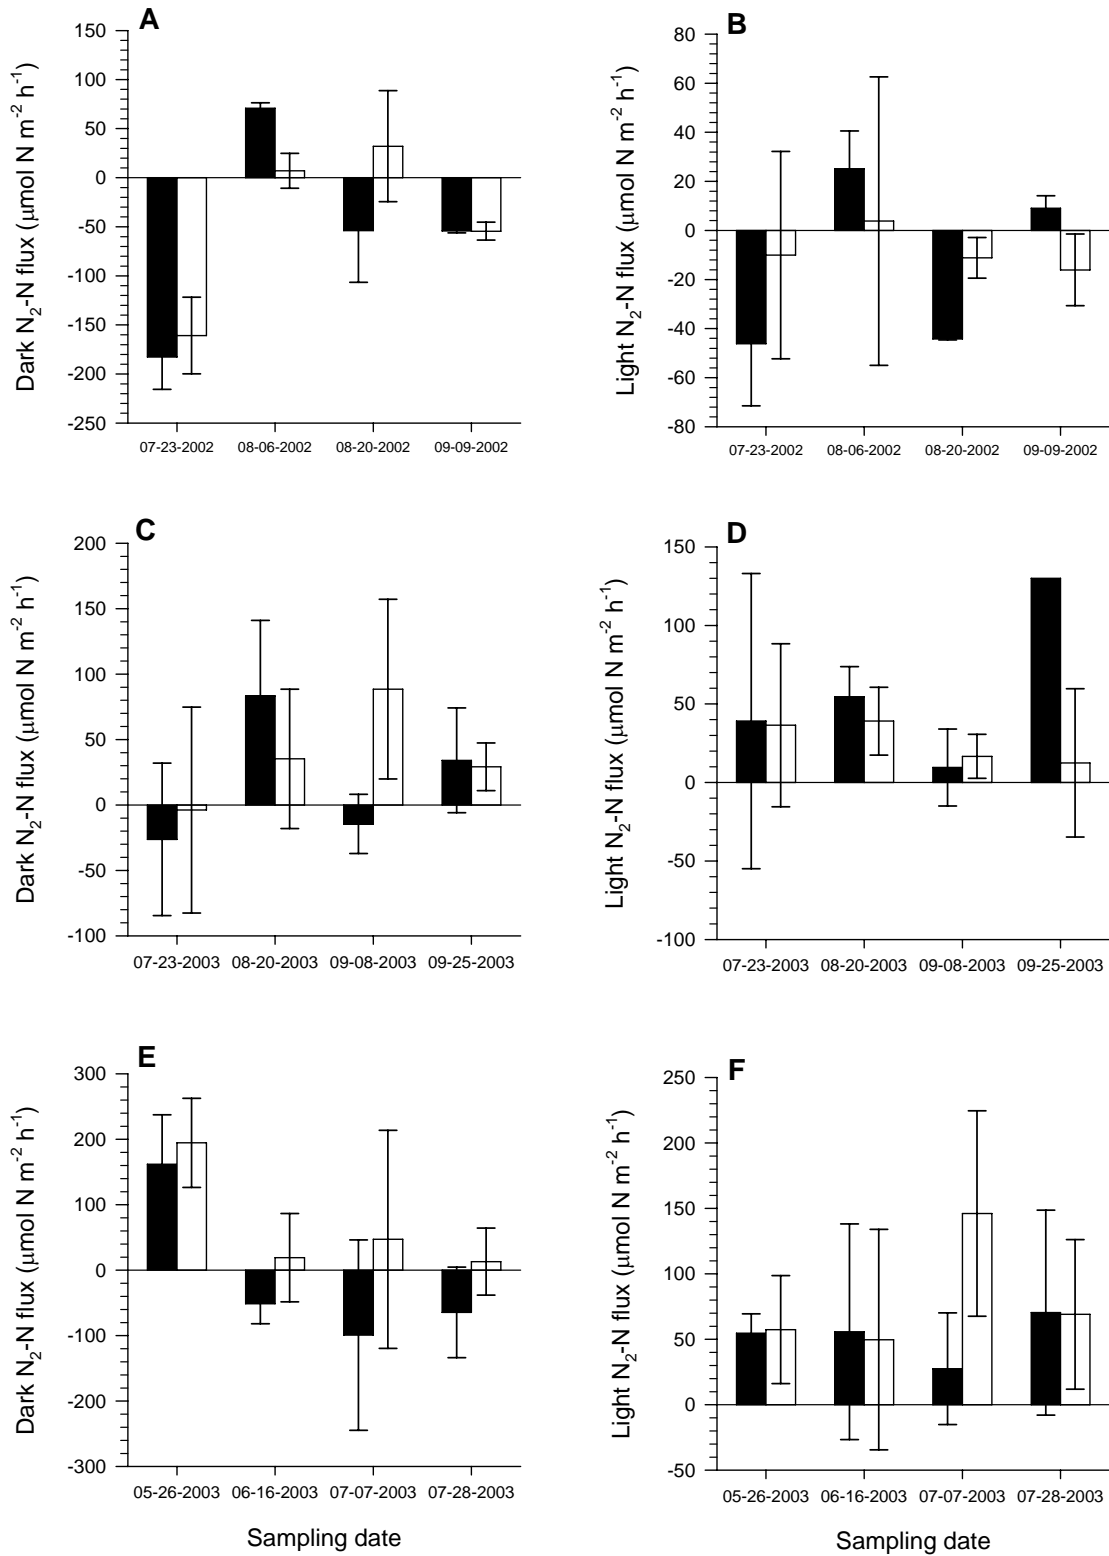 A
Dark N₂-N flux (μmol N m⁻² h⁻¹)
150
100
50
0
-50
-100
-150
-200
-250
07-23-2002 08-06-2002 08-20-2002 09-09-2002
B
Light N₂-N flux (μmol N m⁻² h⁻¹)
80
60
40
20
0
-20
-40
-60
-80
07-23-2002 08-06-2002 08-20-2002 09-09-2002
C
Dark N₂-N flux (μmol N m⁻² h⁻¹)
200
150
100
50
0
-50
-100
07-23-2003 08-20-2003 09-08-2003 09-25-2003
D
Light N₂-N flux (μmol N m⁻² h⁻¹)
150
100
50
0
-50
-100
07-23-2003 08-20-2003 09-08-2003 09-25-2003
E
Dark N₂-N flux (μmol N m⁻² h⁻¹)
300
200
100
0
-100
-200
-300
05-26-2003 06-16-2003 07-07-2003 07-28-2003
Sampling date
F
Light N₂-N flux (μmol N m⁻² h⁻¹)
250
200
150
100
50
0
-50
05-26-2003 06-16-2003 07-07-2003 07-28-2003
Sampling date